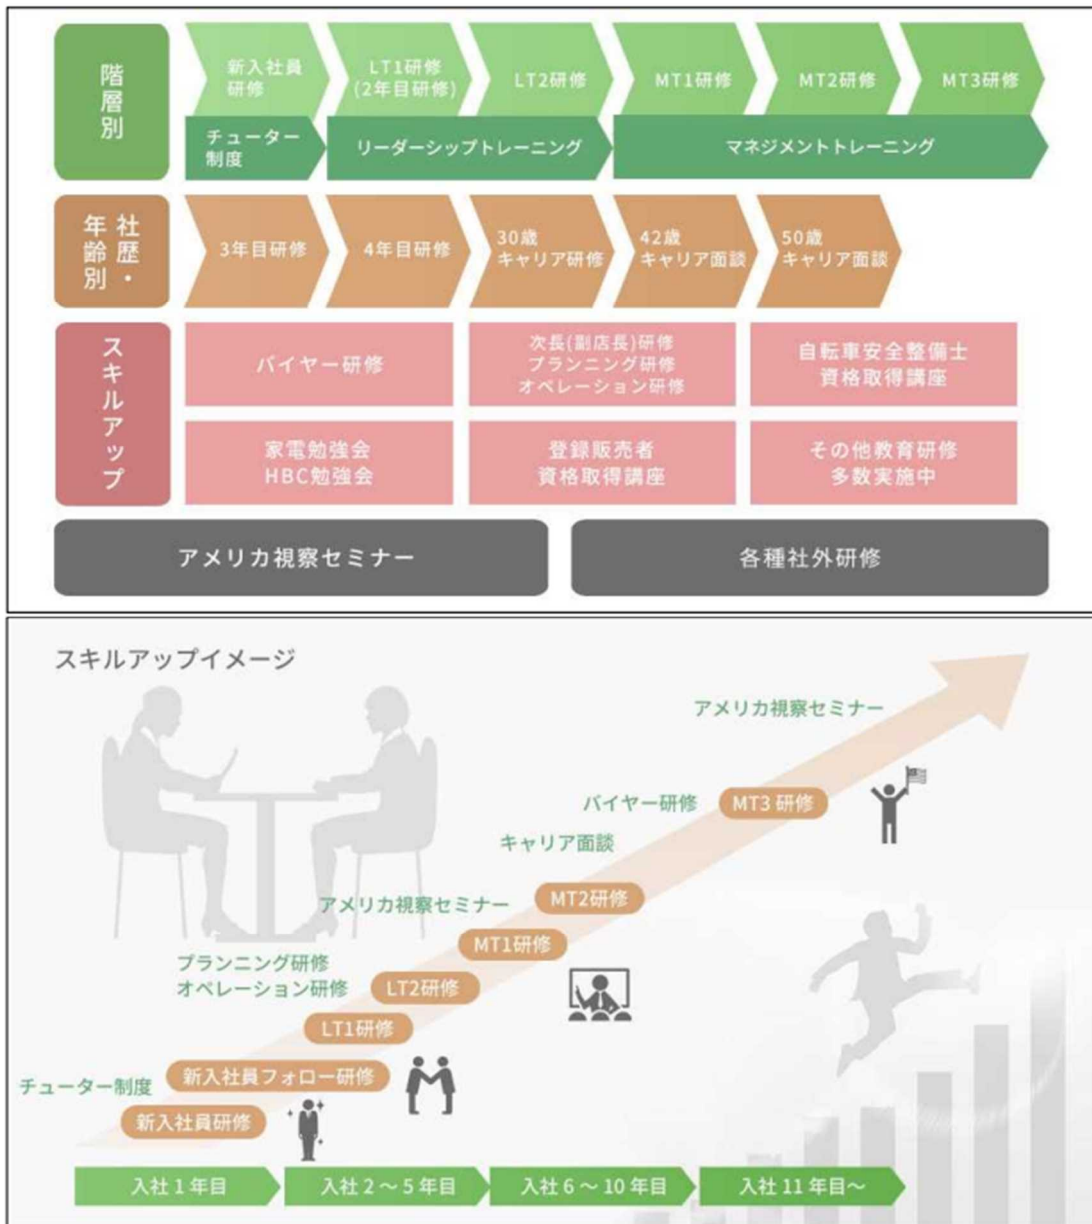 階層別
新入社員
研修
LT1研修
(2年目研修)
LT2研修
MT1研修
MT2研修
MT3研修
チューター
制度
リーダーシップトレーニング
マネジメントトレーニング
社歴・
年齢別
3年目研修
4年目研修
30歳
キャリア研修
42歳
キャリア面談
50歳
キャリア面談
スキルアップ
バイヤー研修
次長(副店長)研修
プランニング研修
オペレーション研修
自転車安全整備士
資格取得講座
家電勉強会
HBC勉強会
登録販売者
資格取得講座
その他教育研修
多数実施中
アメリカ視察セミナー
各種社外研修
スキルアップイメージ
アメリカ視察セミナー
バイヤー研修
MT3 研修
キャリア面談
MT2研修
アメリカ視察セミナー
MT1研修
プランニング研修
オペレーション研修
LT2研修
LT1研修
チューター制度
新入社員フォロー研修
新入社員研修
入社 1 年目
入社 2 ～ 5 年目
入社 6 ～ 10 年目
入社 11 年目～